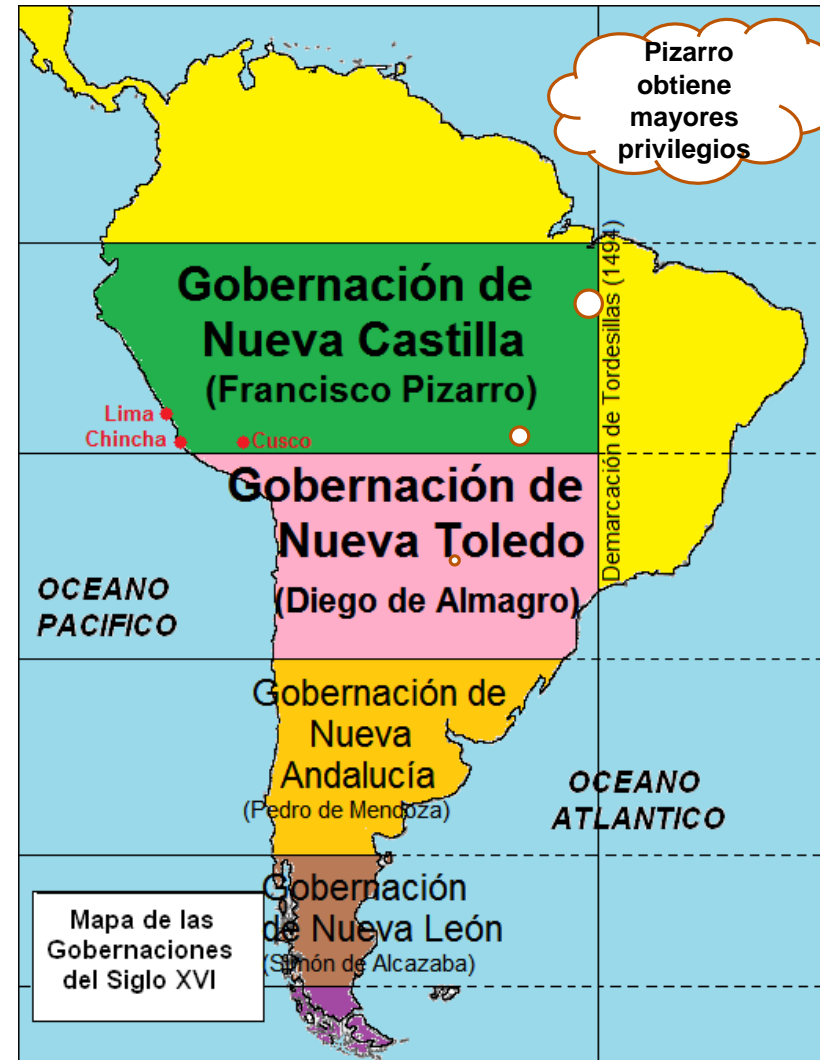 Pizarro
obtiene
mayores
privilegios
Demarcación de Tordesillas (1494)
Gobernación de
Nueva Castilla
(Francisco Pizarro)
Lima
Chincha
Cusco
Gobernación de
Nueva Toledo
(Diego de Almagro)
OCEANO
PACIFICO
Gobernación de
Nueva
Andalucía
(Pedro de Mendoza)
OCEANO
ATLANTICO
Gobernación
de Nueva León
(Simón de Alcazaba)
Mapa de las
Gobernaciones
del Siglo XVI